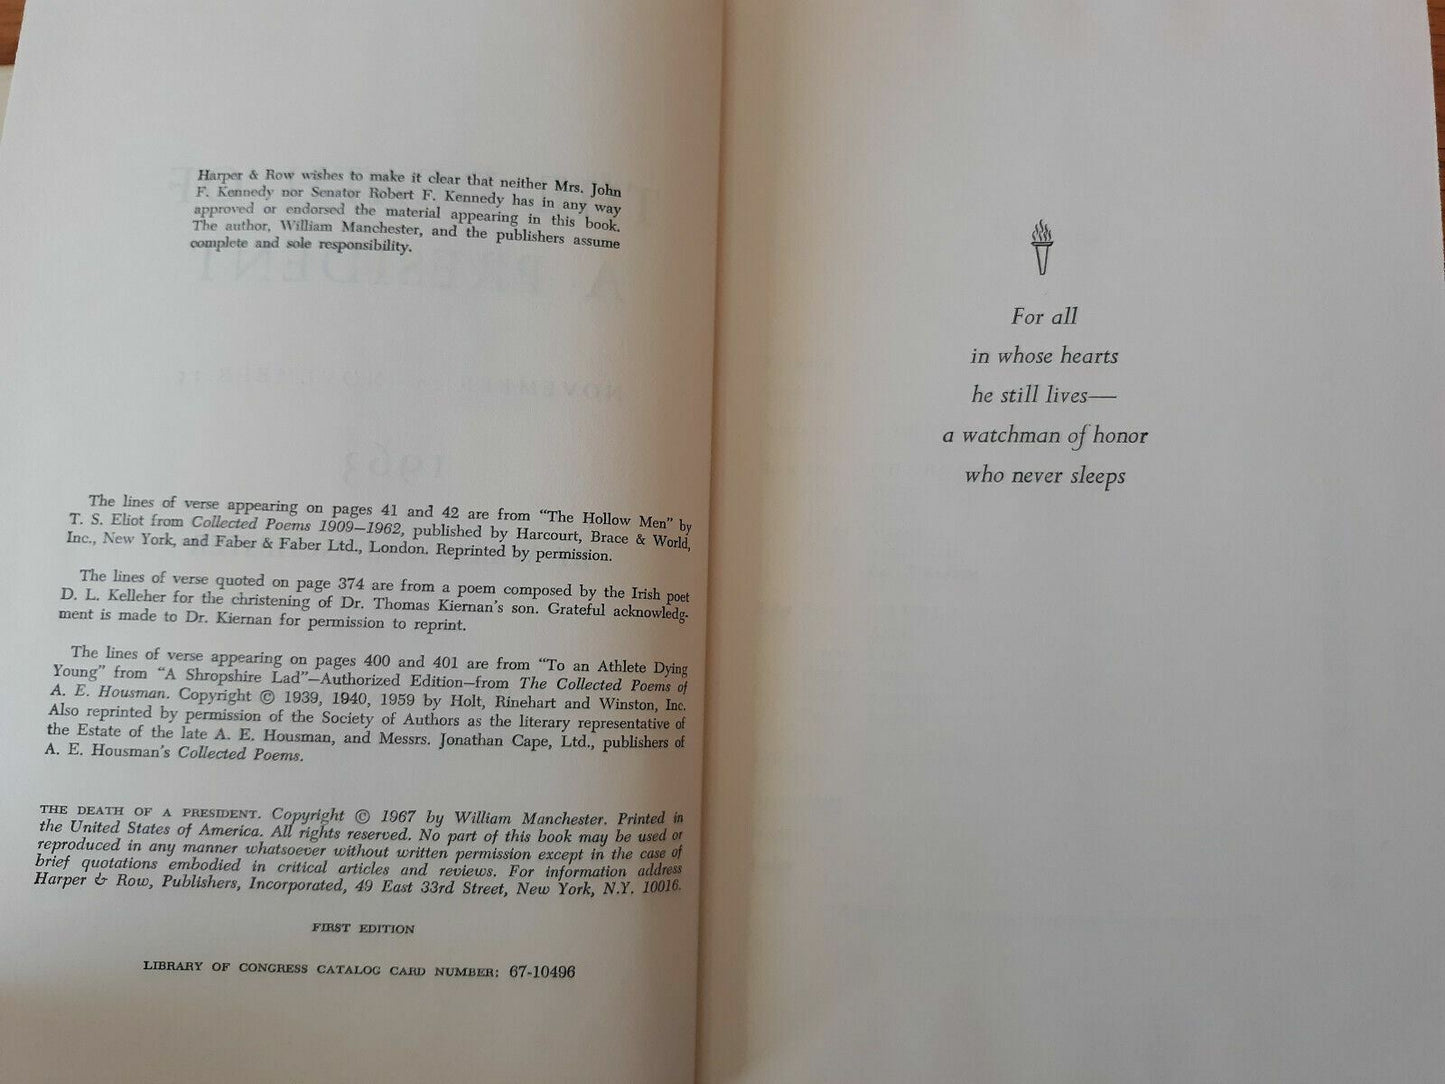 Harper & Row wishes to make it clear that neither Mrs. John
F. Kennedy nor Senator Robert F. Kennedy has in any way
approved or endorsed the material appearing in this book.
The author, William Manchester, and the publishers assume
complete and sole responsibility.
The lines of verse appearing on pages 41 and 42 are from "The Hollow Men" by
T. S. Eliot from Collected Poems 1909–1962, published by Harcourt, Brace & World,
Inc., New York, and Faber & Faber Ltd., London. Reprinted by permission.
The lines of verse quoted on page 374 are from a poem composed by the Irish poet
D. L. Kelleher for the christening of Dr. Thomas Kiernan's son. Grateful acknowledg-
ment is made to Dr. Kiernan for permission to reprint.
The lines of verse appearing on pages 400 and 401 are from "To an Athlete Dying
Young" from "A Shropshire Lad"—Authorized Edition—from The Collected Poems of
A. E. Housman. Copyright © 1939, 1940, 1959 by Holt, Rinehart and Winston, Inc.
Also reprinted by permission of the Society of Authors as the literary representative of
the Estate of the late A. E. Housman, and Messrs. Jonathan Cape, Ltd., publishers of
A. E. Housman's Collected Poems.
THE DEATH OF A PRESIDENT. Copyright © 1967 by William Manchester. Printed in
the United States of America. All rights reserved. No part of this book may be used or
reproduced in any manner whatsoever without written permission except in the case of
brief quotations embodied in critical articles and reviews. For information address
Harper & Row, Publishers, Incorporated, 49 East 33rd Street, New York, N.Y. 10016.
FIRST EDITION
LIBRARY OF CONGRESS CATALOG CARD NUMBER: 67-10496
For all
in whose hearts
he still lives—
a watchman of honor
who never sleeps